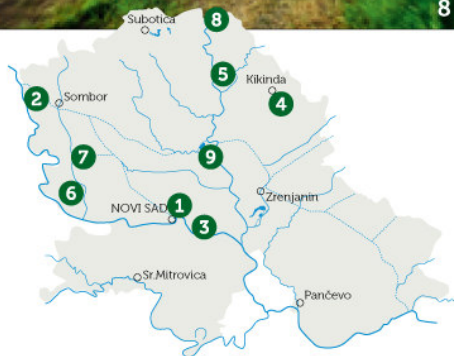 8
Subotica
8
5
Kikinda
2
Sombor
4
7
9
6
NOVI SAD
1
Zrenjanin
3
Sr.Mitrovica
Pančevo